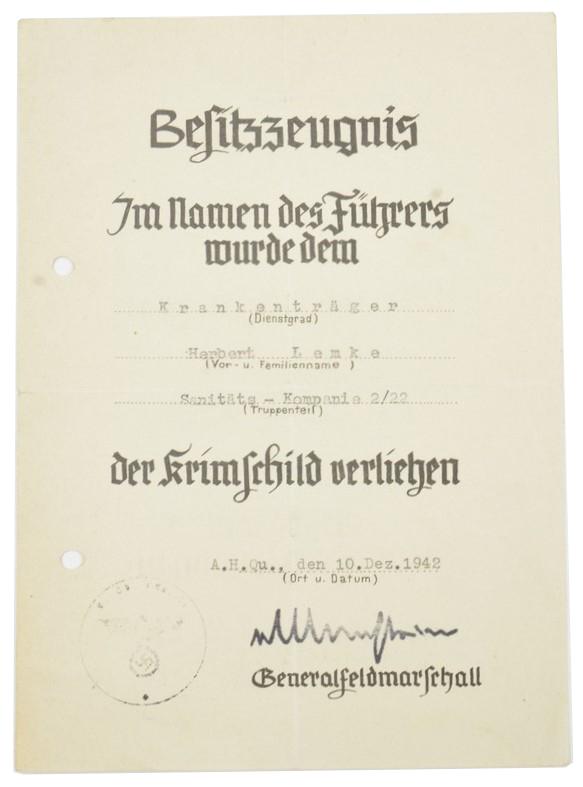 Besitzzeugnis
Im Namen des Führers
wurde dem
Krankenträger
(Dienstgrad)
Herbert Lemke
(Vor- u. Familienname )
Sanitäts - Kompanie 2/22
(Truppenteil)
der Krimschild verliehen
A.H.Qu., den 10.Dez.1942
(Ort u. Datum)
Generalfeldmarschall